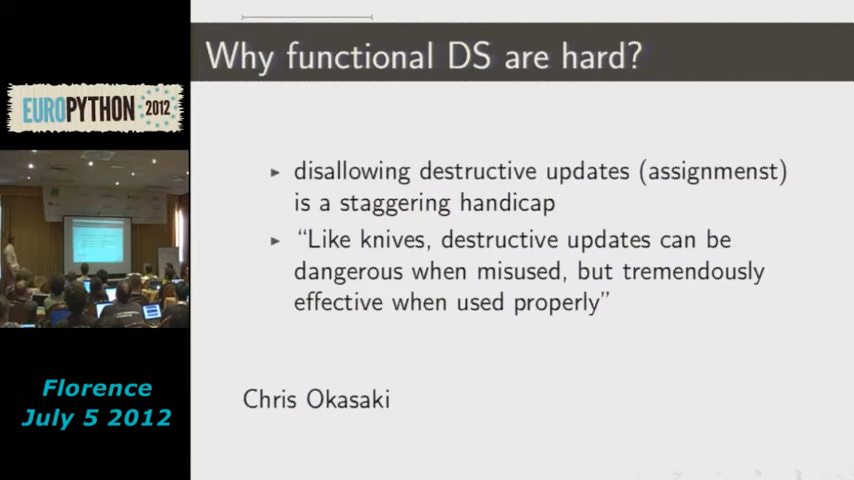 Why functional DS are hard?
EUROPYTHON 2012
disallowing destructive updates (assignmenst)
is a staggering handicap
“Like knives, destructive updates can be
dangerous when misused, but tremendously
effective when used properly”
Chris Okasaki
Florence
July 5 2012